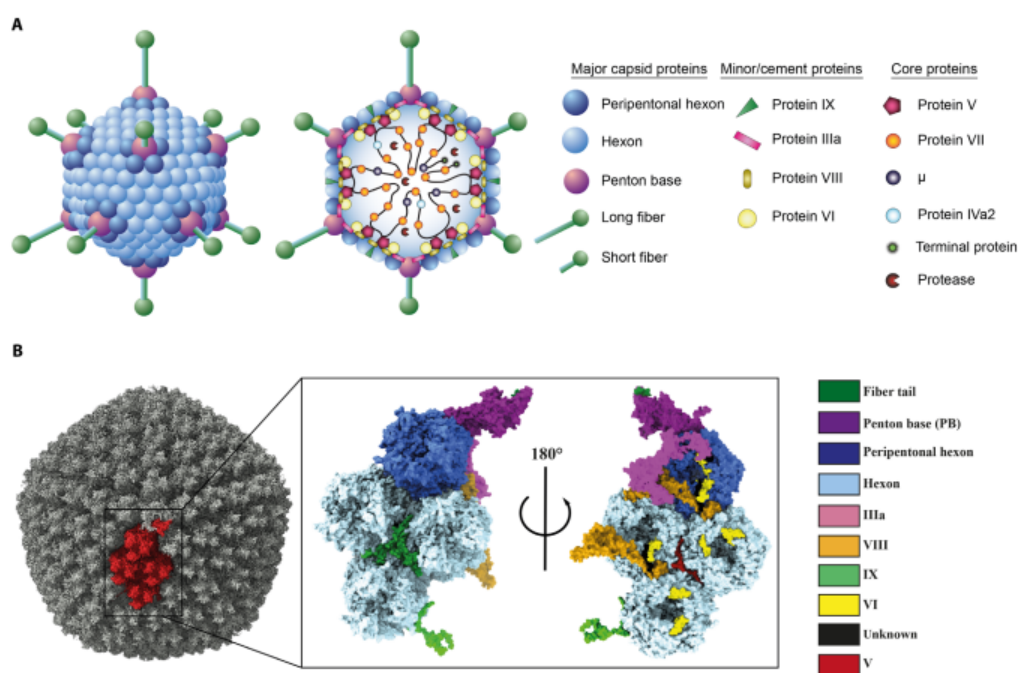 A
Major capsid proteins
Minor/cement proteins
Core proteins
Peripentonal hexon
Protein IX
Protein V
Hexon
Protein IIIa
Protein VII
Penton base
Protein VIII
µ
Long fiber
Protein VI
Protein IVa2
Short fiber
Terminal protein
Protease
B
180°
Fiber tail
Penton base (PB)
Peripentonal hexon
Hexon
IIIa
VIII
IX
VI
Unknown
V